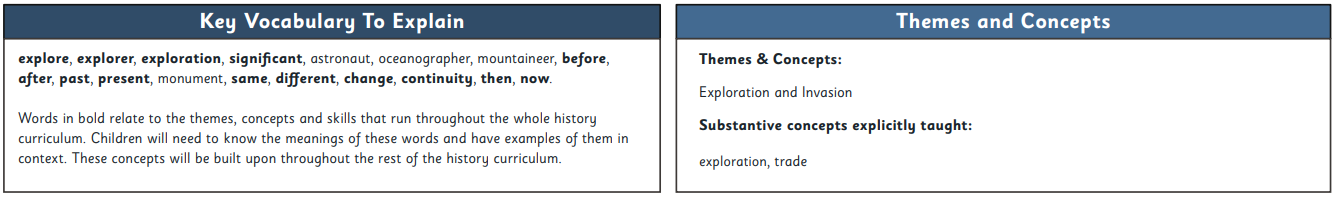 Key Vocabulary To Explain
explore, explorer, exploration, significant, astronaut, oceanographer, mountaineer, before,
after, past, present, monument, same, different, change, continuity, then, now.
Words in bold relate to the themes, concepts and skills that run throughout the whole history
curriculum. Children will need to know the meanings of these words and have examples of them in
context. These concepts will be built upon throughout the rest of the history curriculum.
Themes and Concepts
Themes & Concepts:
Exploration and Invasion
Substantive concepts explicitly taught:
exploration, trade